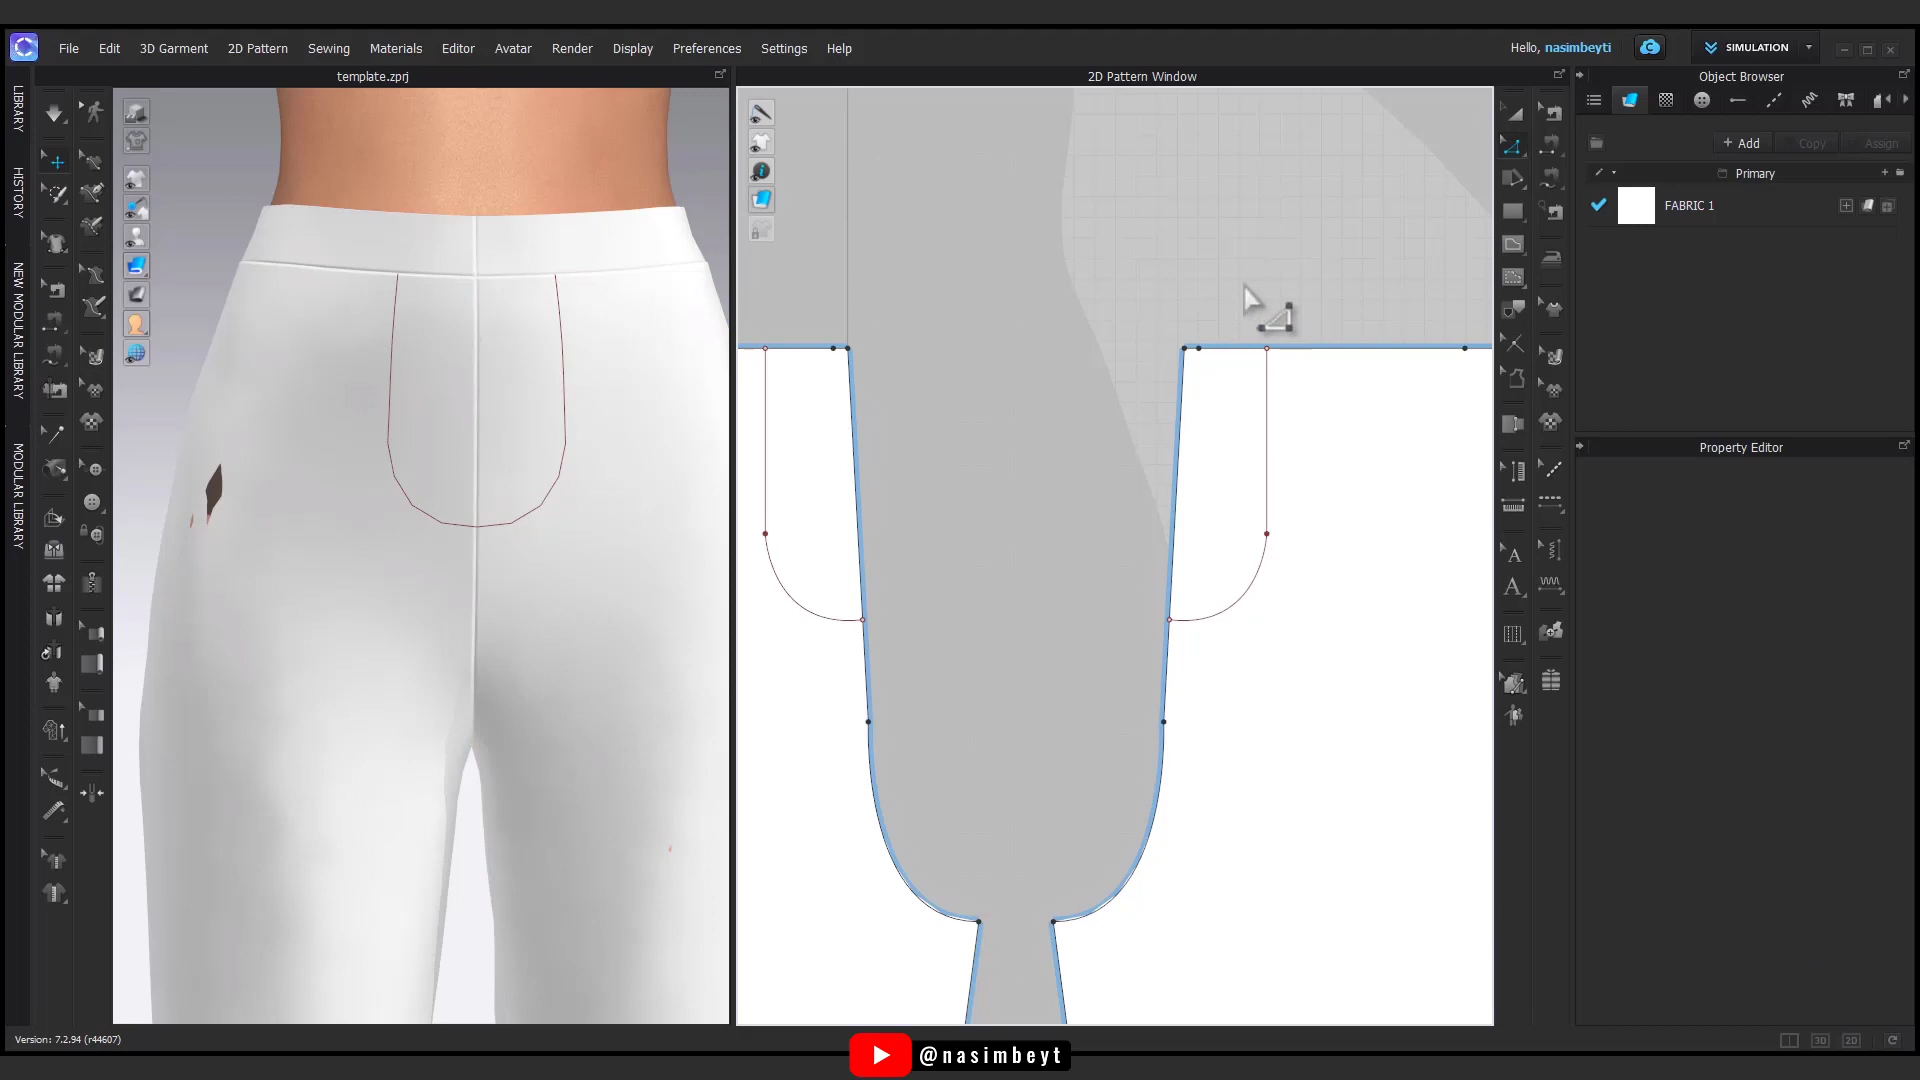 File Edit 3D Garment 2D Pattern Sewing Materials Editor Avatar Render Display Preferences Settings Help
Hello, nasimbeyti
SIMULATION
template.zprj
2D Pattern Window
Object Browser
LIBRARY
HISTORY
NEW MODULAR LIBRARY
MODULAR LIBRARY
+ Add
Copy
Assign
Primary
FABRIC 1
Property Editor
A
A
Version: 7.2.94 (r44607)
3D
2D
@nasimbeyt